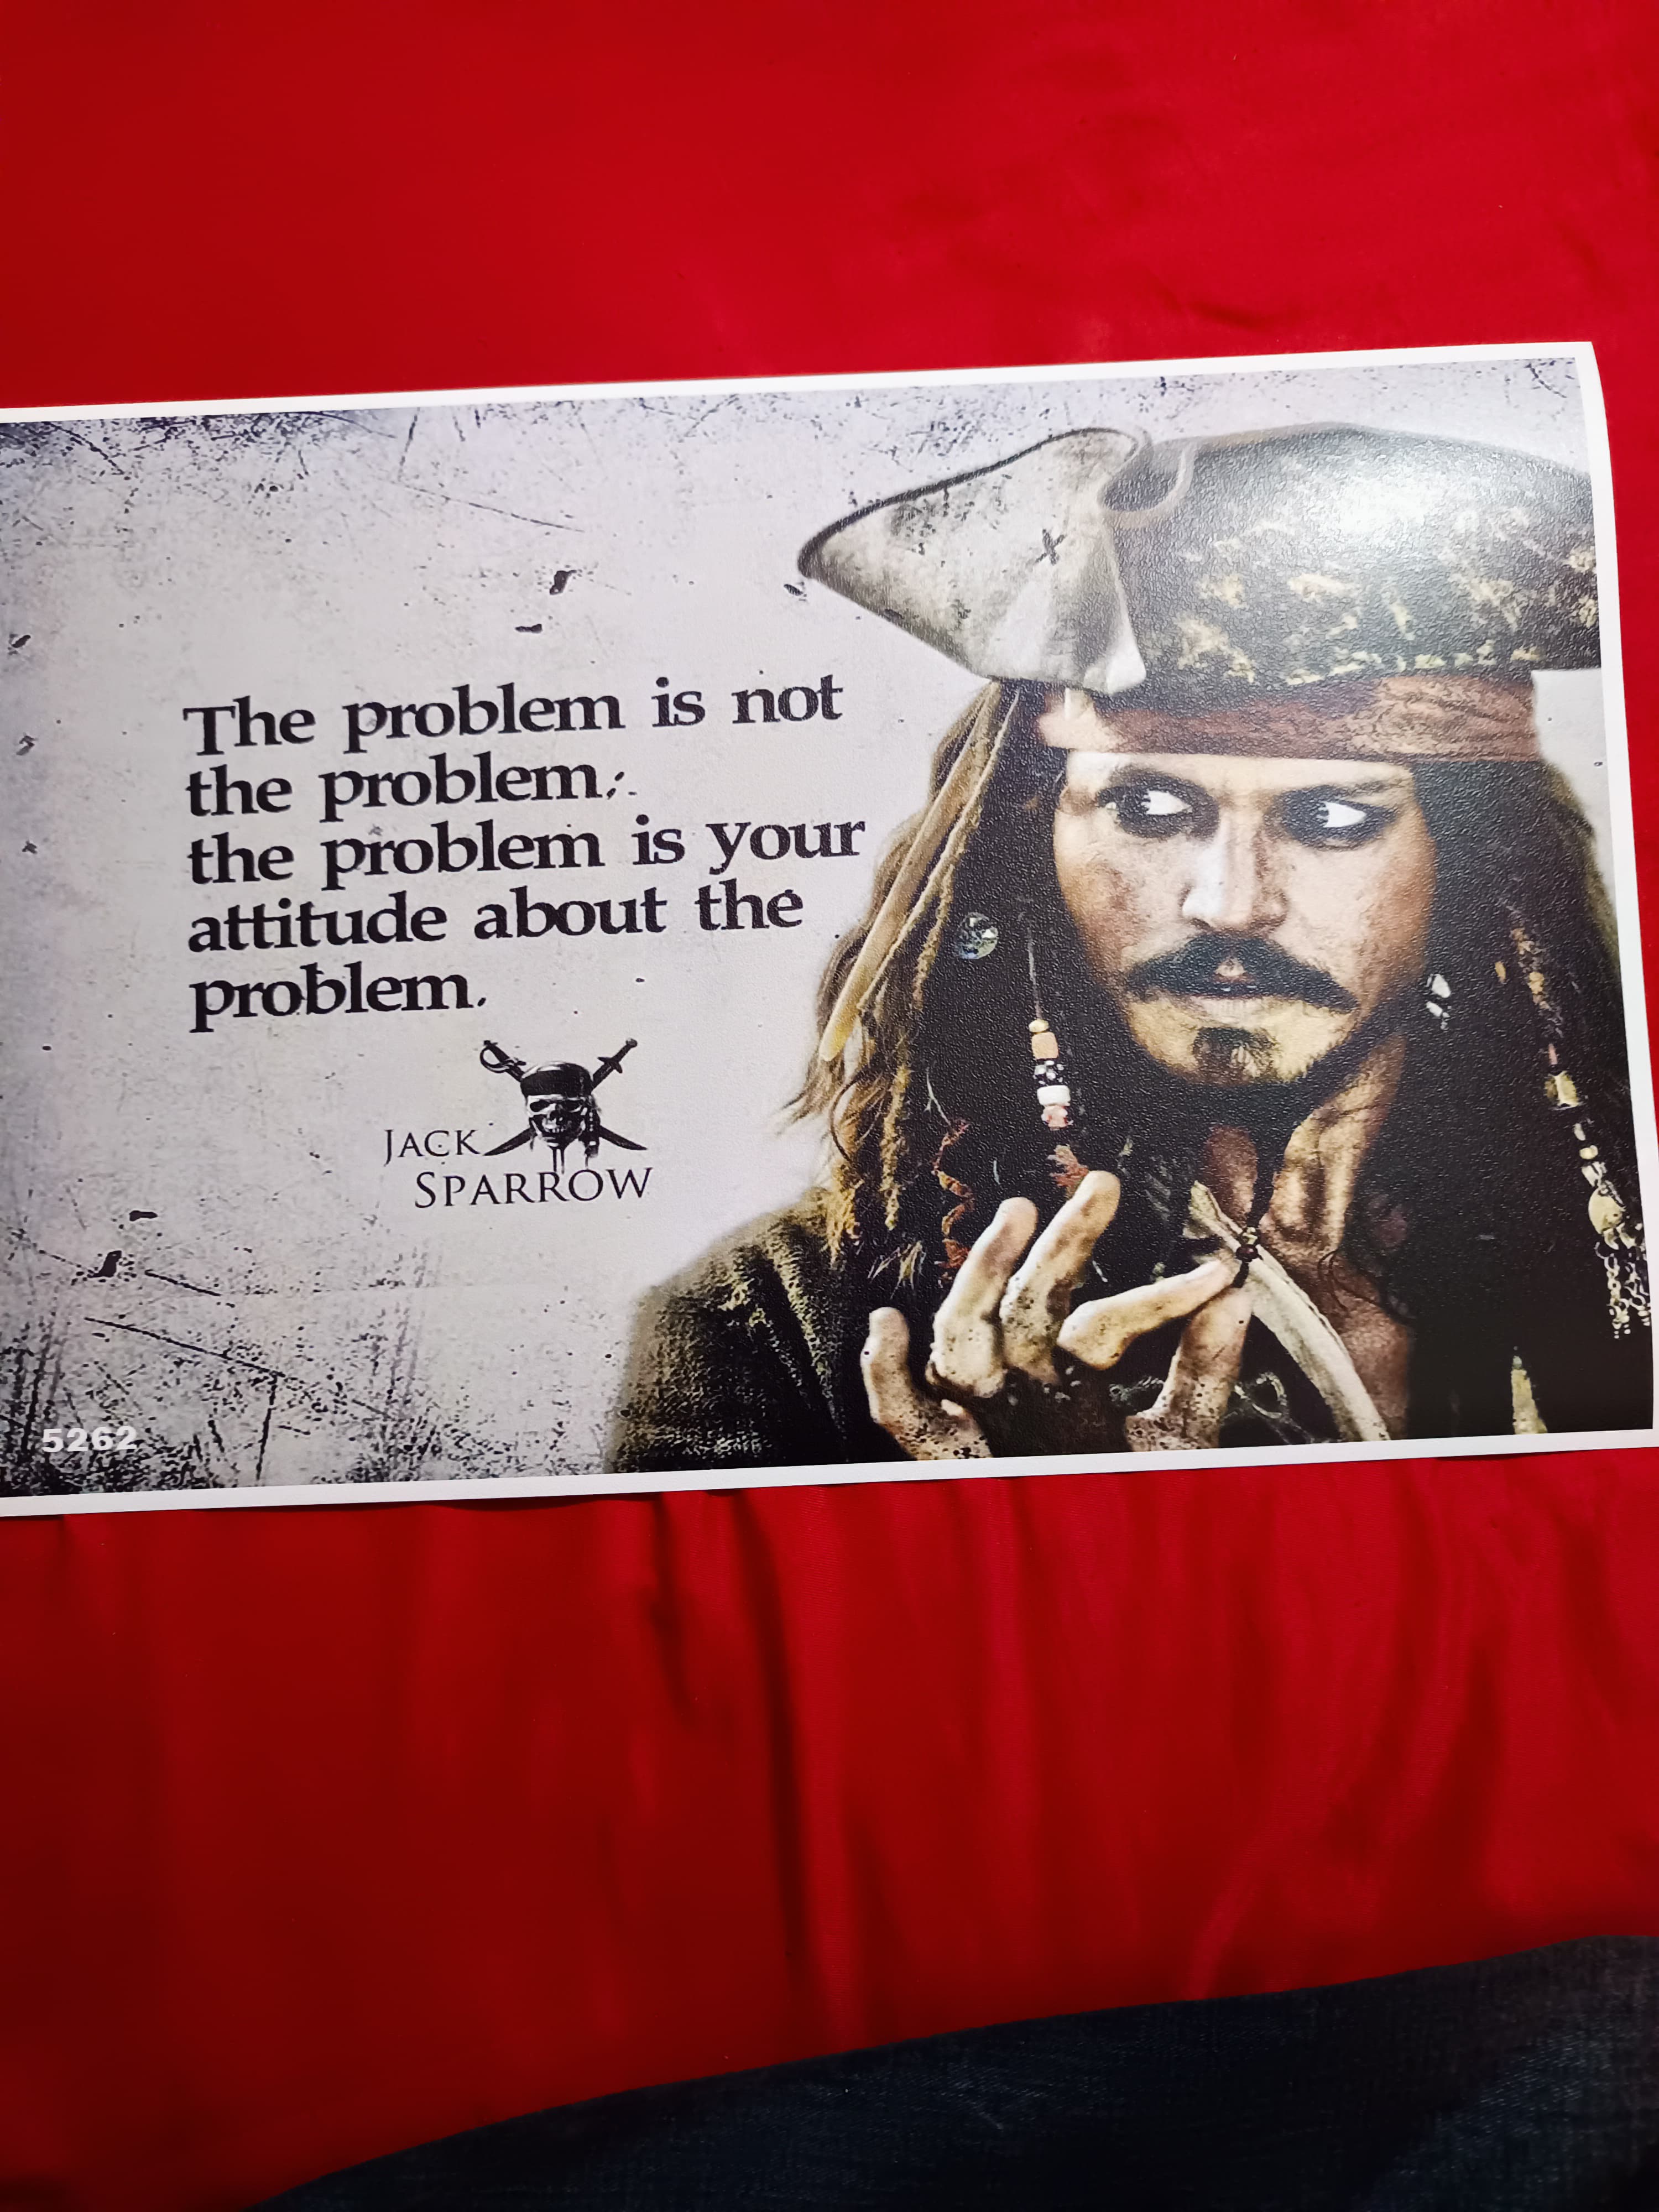 The problem is not
the problem;
the problem is your
attitude about the
problem.
JACK
SPARROW
5262